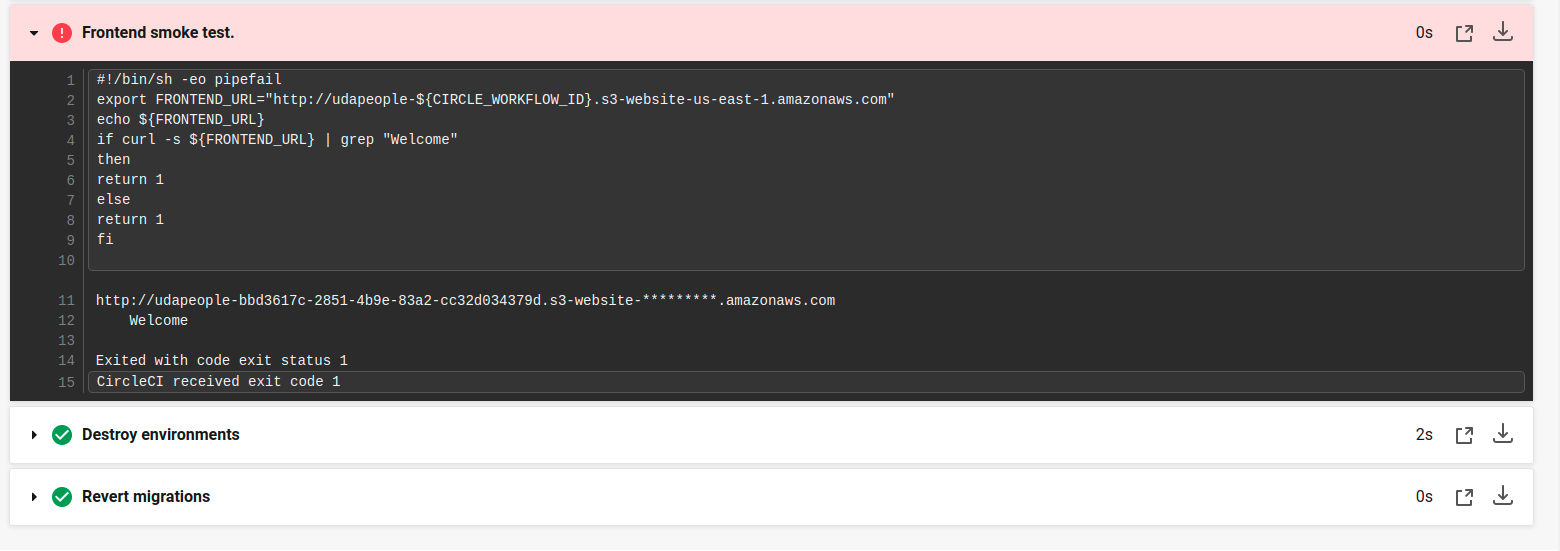 Frontend smoke test. 0s
1 #!/bin/sh -eo pipefail
2 export FRONTEND_URL="http://udapeople-${CIRCLE_WORKFLOW_ID}.s3-website-us-east-1.amazonaws.com"
3 echo ${FRONTEND_URL}
4 if curl -s ${FRONTEND_URL} | grep "Welcome"
5 then
6 return 1
7 else
8 return 1
9 fi
10
11 http://udapeople-bbd3617c-2851-4b9e-83a2-cc32d034379d.s3-website-*********.amazonaws.com
12 Welcome
13
14 Exited with code exit status 1
15 CircleCI received exit code 1
Destroy environments 2s
Revert migrations 0s